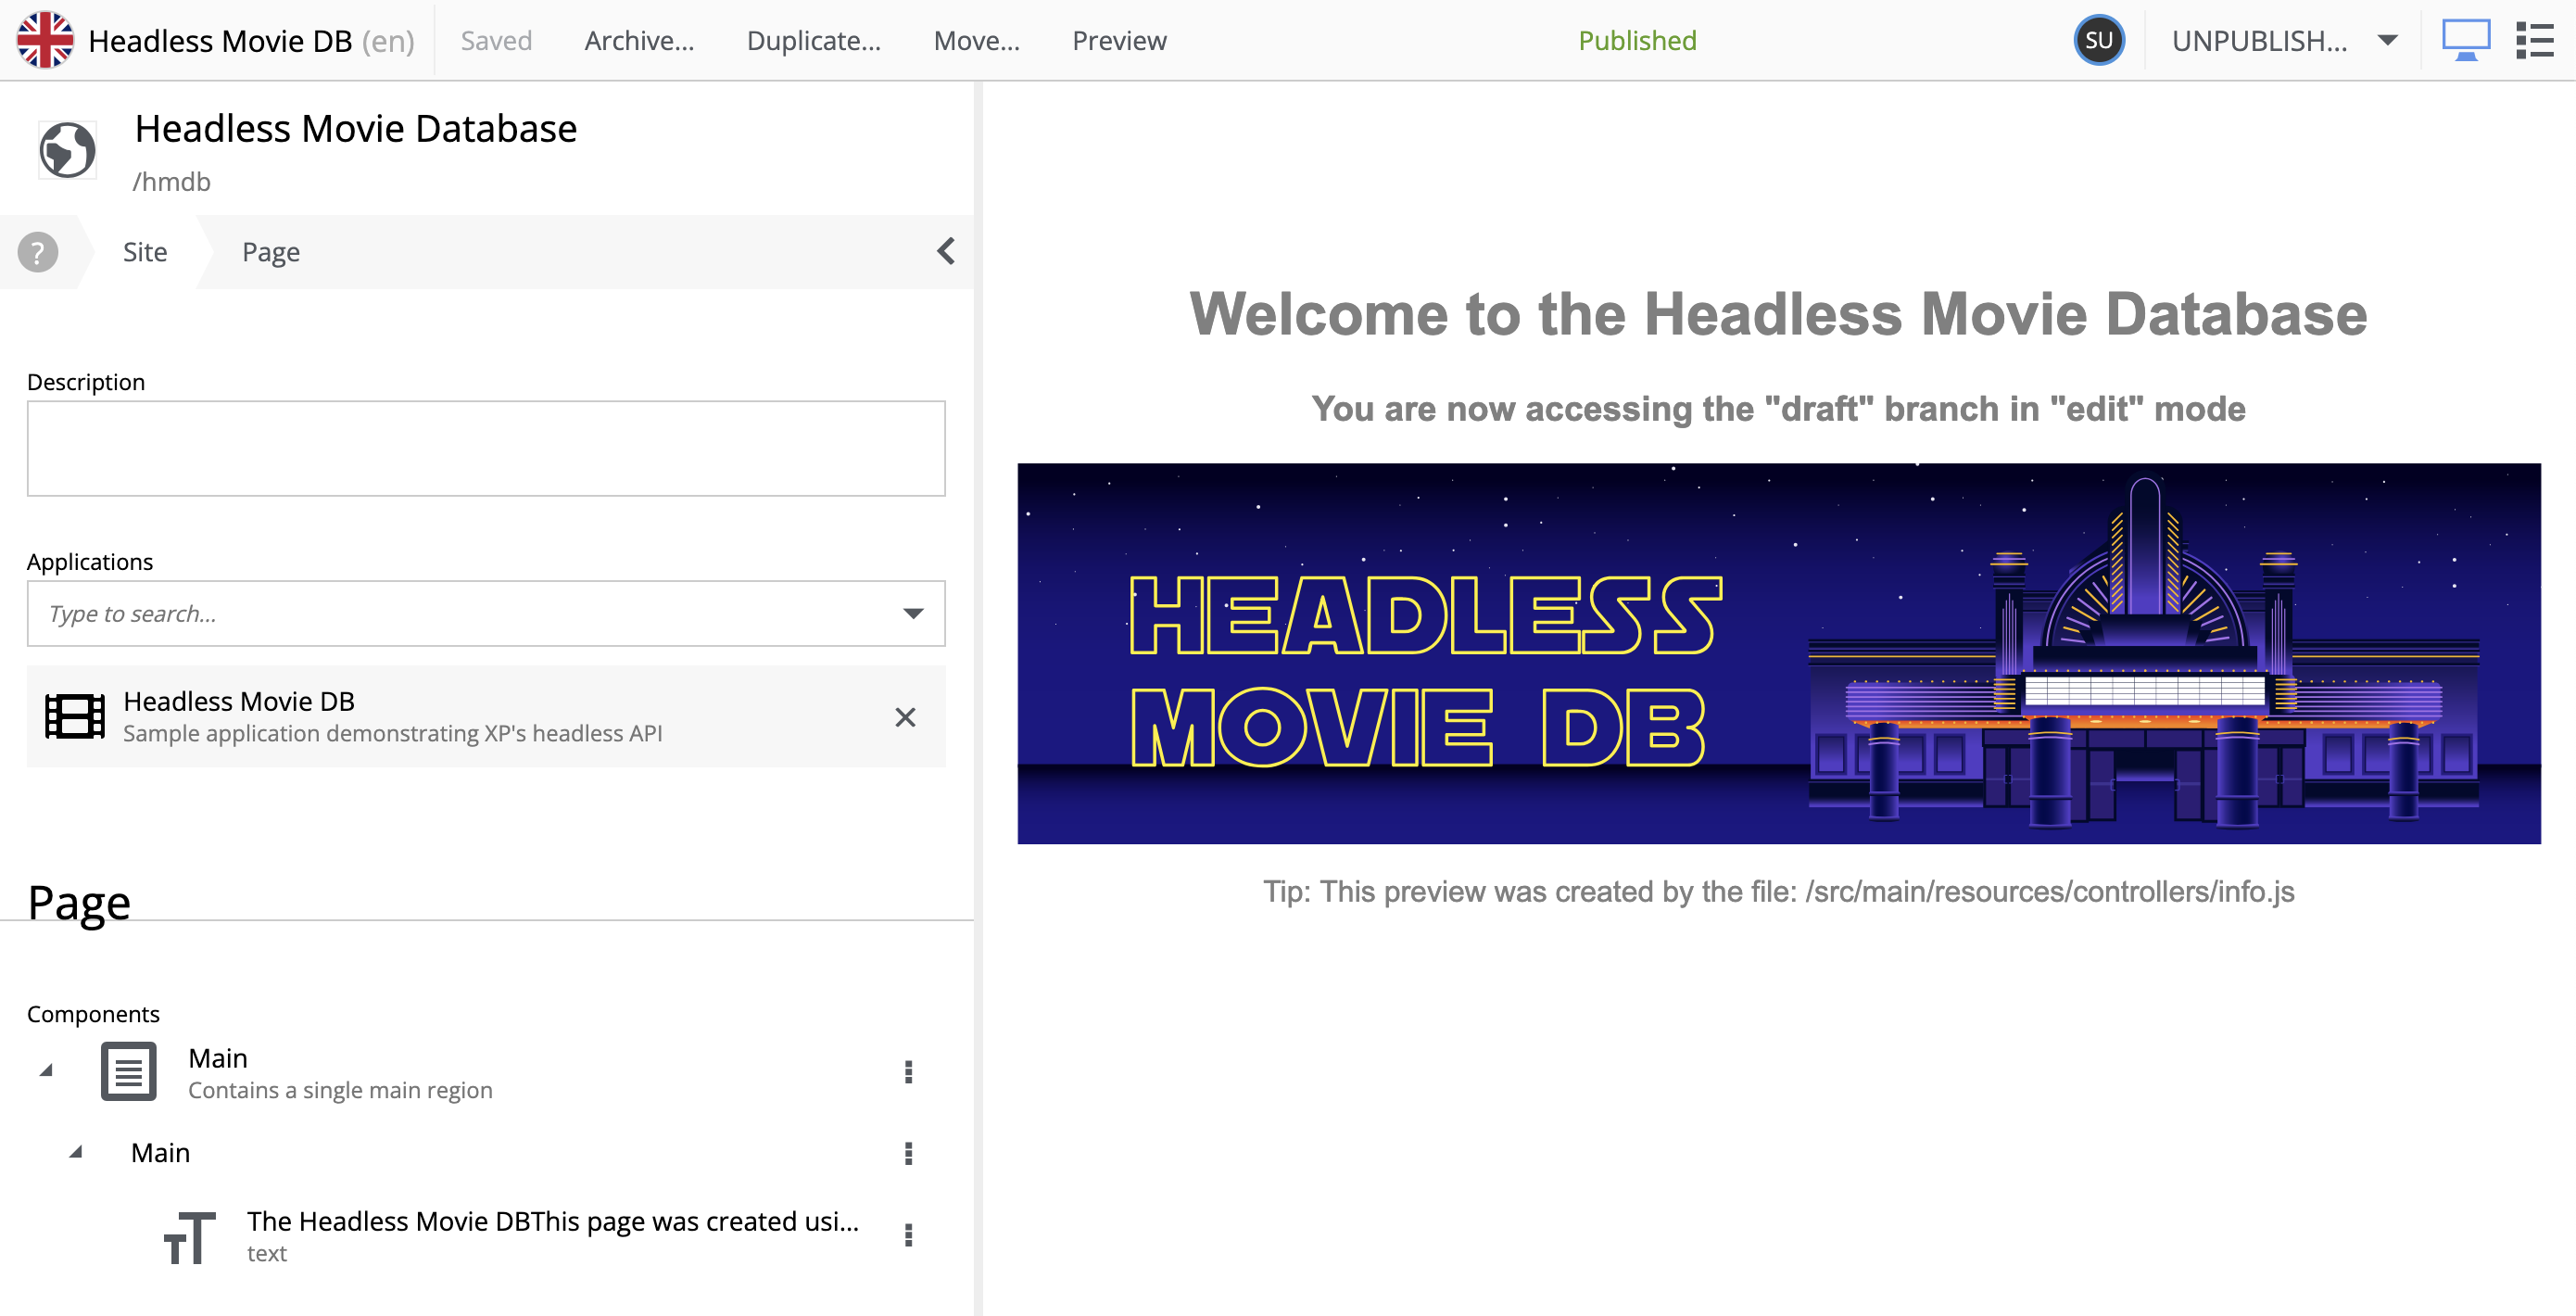 Headless Movie DB (en) Saved Archive... Duplicate... Move... Preview Published SU UNPUBLISH...
Headless Movie Database
/hmdb
? Site Page
Description
Applications
Type to search...
Headless Movie DB
Sample application demonstrating XP's headless API
Page
Components
Main
Contains a single main region
Main
The Headless Movie DBThis page was created usi...
text
Welcome to the Headless Movie Database
You are now accessing the "draft" branch in "edit" mode
HEADLESS
MOVIE DB
Tip: This preview was created by the file: /src/main/resources/controllers/info.js